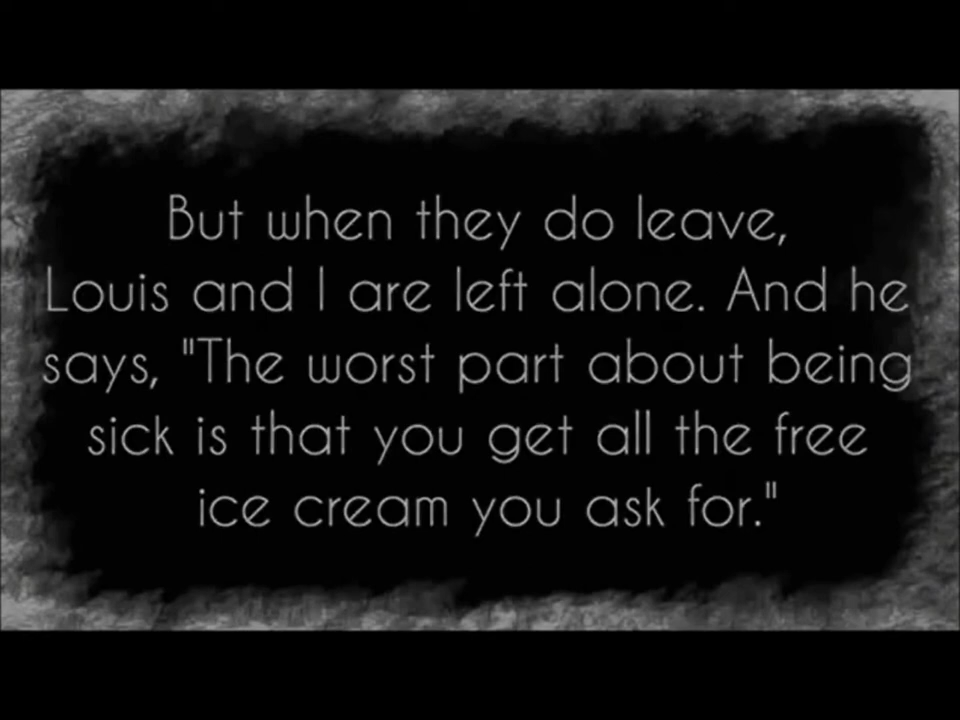 But when they do leave,
Louis and I are left alone. And he
says, "The worst part about being
sick is that you get all the free
ice cream you ask for."